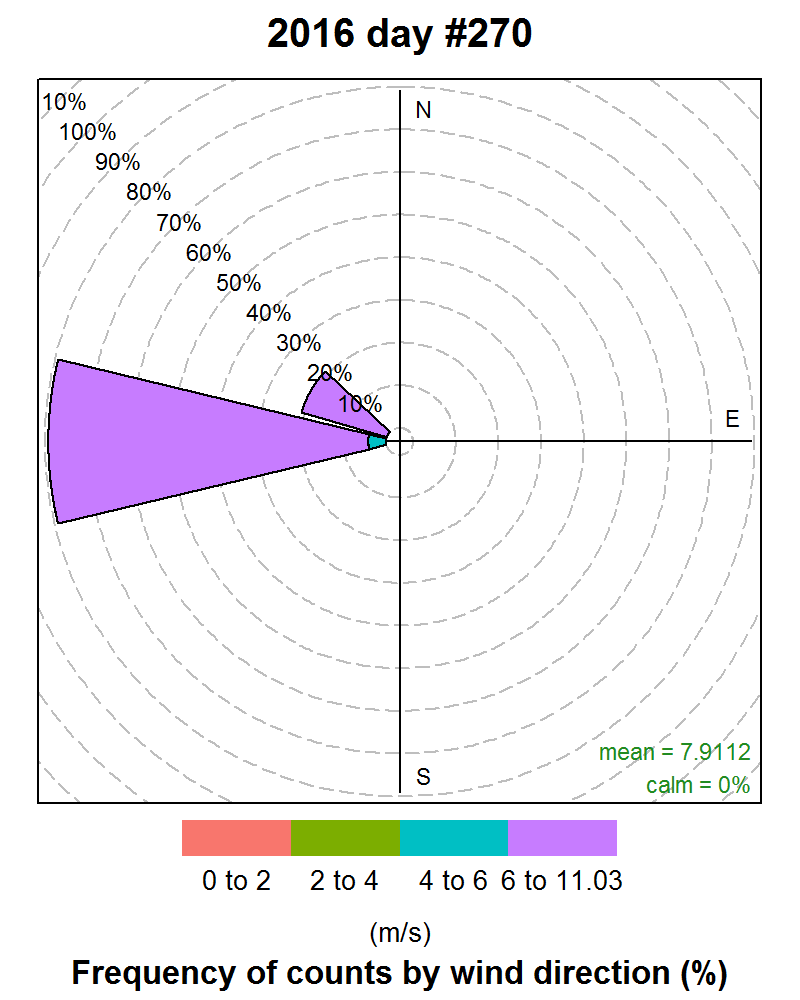 2016 day #270
10%
100%
90%
80%
70%
60%
50%
40%
30%
20%
10%
N
E
S
mean = 7.9112
calm = 0%
0 to 2 2 to 4 4 to 6 6 to 11.03
(m/s)
Frequency of counts by wind direction (%)